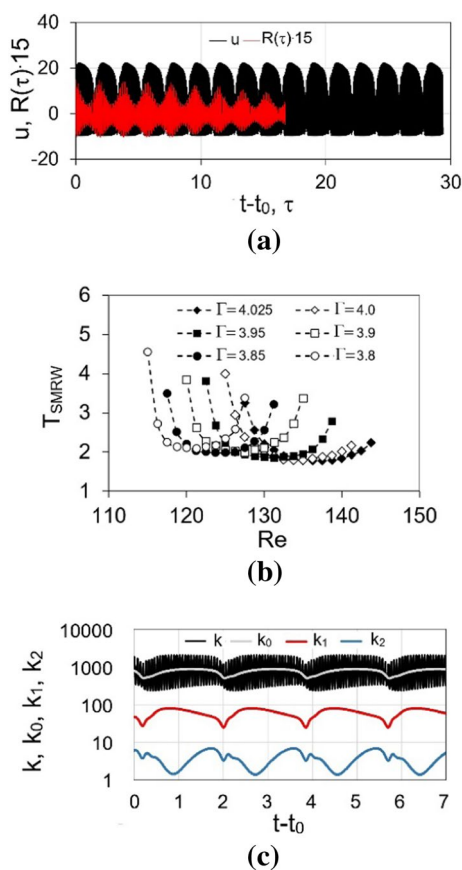 u, R(τ)·15
40
20
0
-20
u R(τ)·15
0 10 20 30
t-t₀, τ
(a)
T_SMRW
6
5
4
3
2
1
Γ=4.025 Γ=4.0
Γ=3.95 Γ=3.9
Γ=3.85 Γ=3.8
110 120 130 140 150
Re
(b)
k, k₀, k₁, k₂
10000
1000
100
10
1
k k₀ k₁ k₂
0 1 2 3 4 5 6 7
t-t₀
(c)